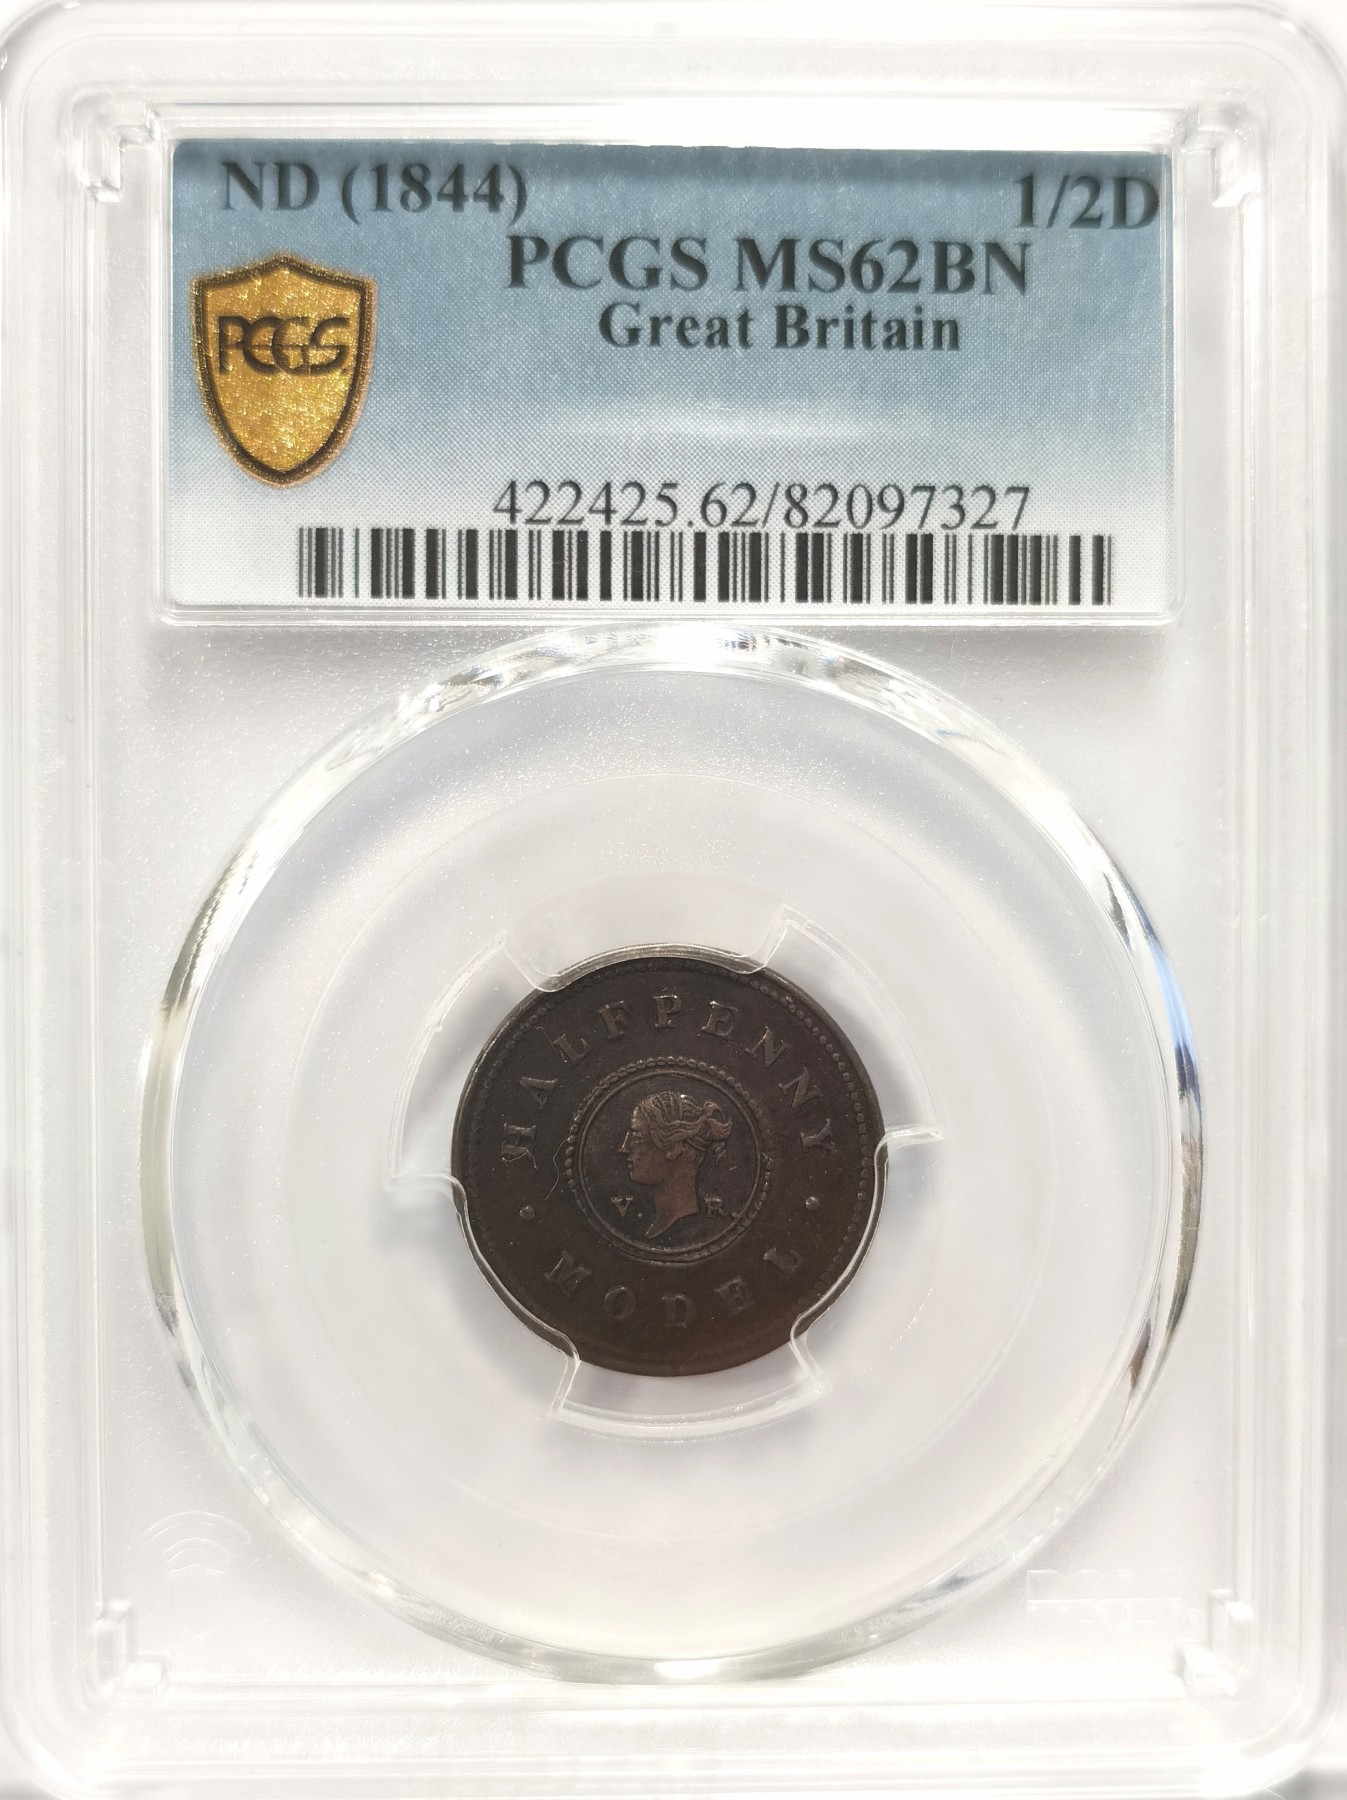 ND (1844)
1/2D
PCGS MS62BN
Great Britain
PCGS
422425.62/82097327
HALFPENNY
V. R.
MODEL